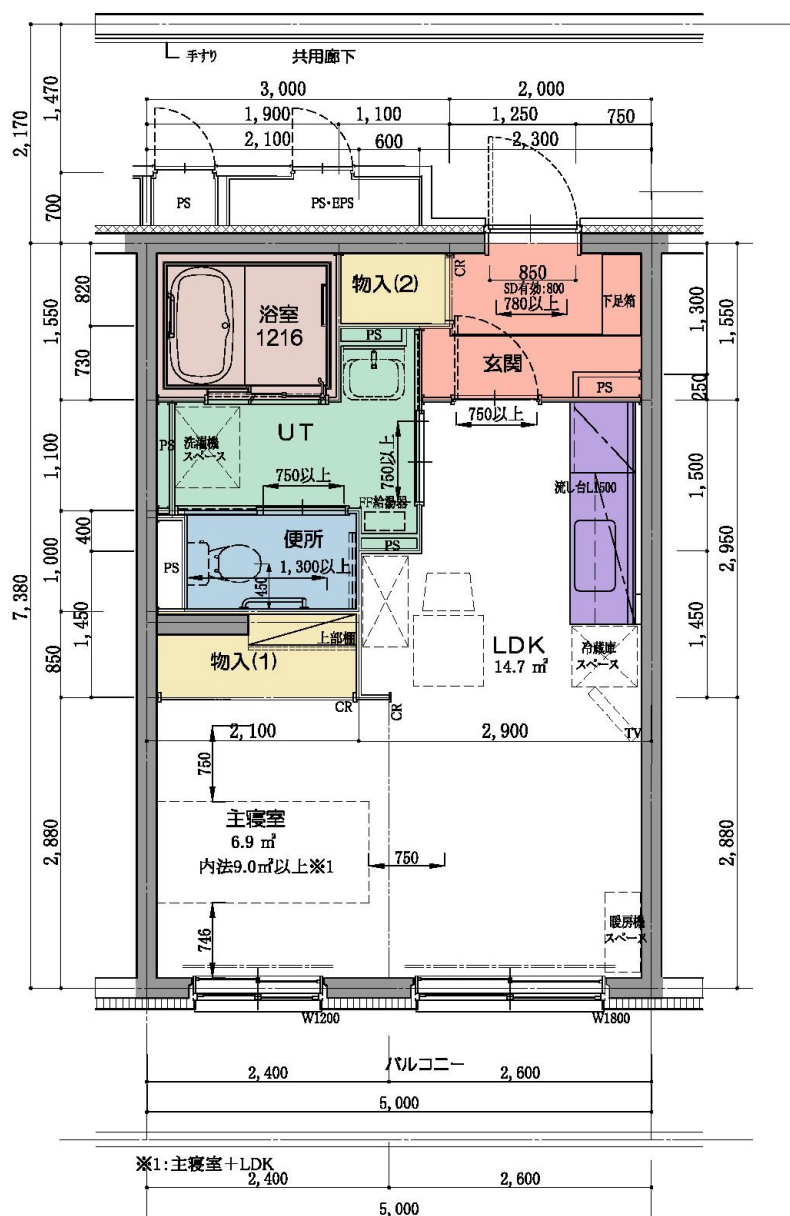 手すり 共用廊下
3,000 2,000
1,900 1,100 1,250 750
2,100 600 2,300
1,470
2,170
700
PS
PS・EPS
CR
850
SD有効:800
780以上
下足箱
物入(2)
浴室
1216
PS
玄関
PS
820
1,550
730
1,300
1,550
250
750以上
UT
PS
洗濯機
スペース
750以上
750以上
FF給湯器
流し台L1500
1,100
1,500
便所
PS
1,300以上
450
PS
400
1,000
1,450
7,380
2,950
1,450
LDK
14.7 ㎡
冷蔵庫
スペース
上部棚
物入(1)
850
CR
CR
TV
2,100 2,900
750
主寝室
6.9 ㎡
内法9.0㎡以上※1
750
2,880
2,880
746
暖房機
スペース
W1200
W1800
バルコニー
2,400 2,600
5,000
※1:主寝室+LDK
2,400 2,600
5,000